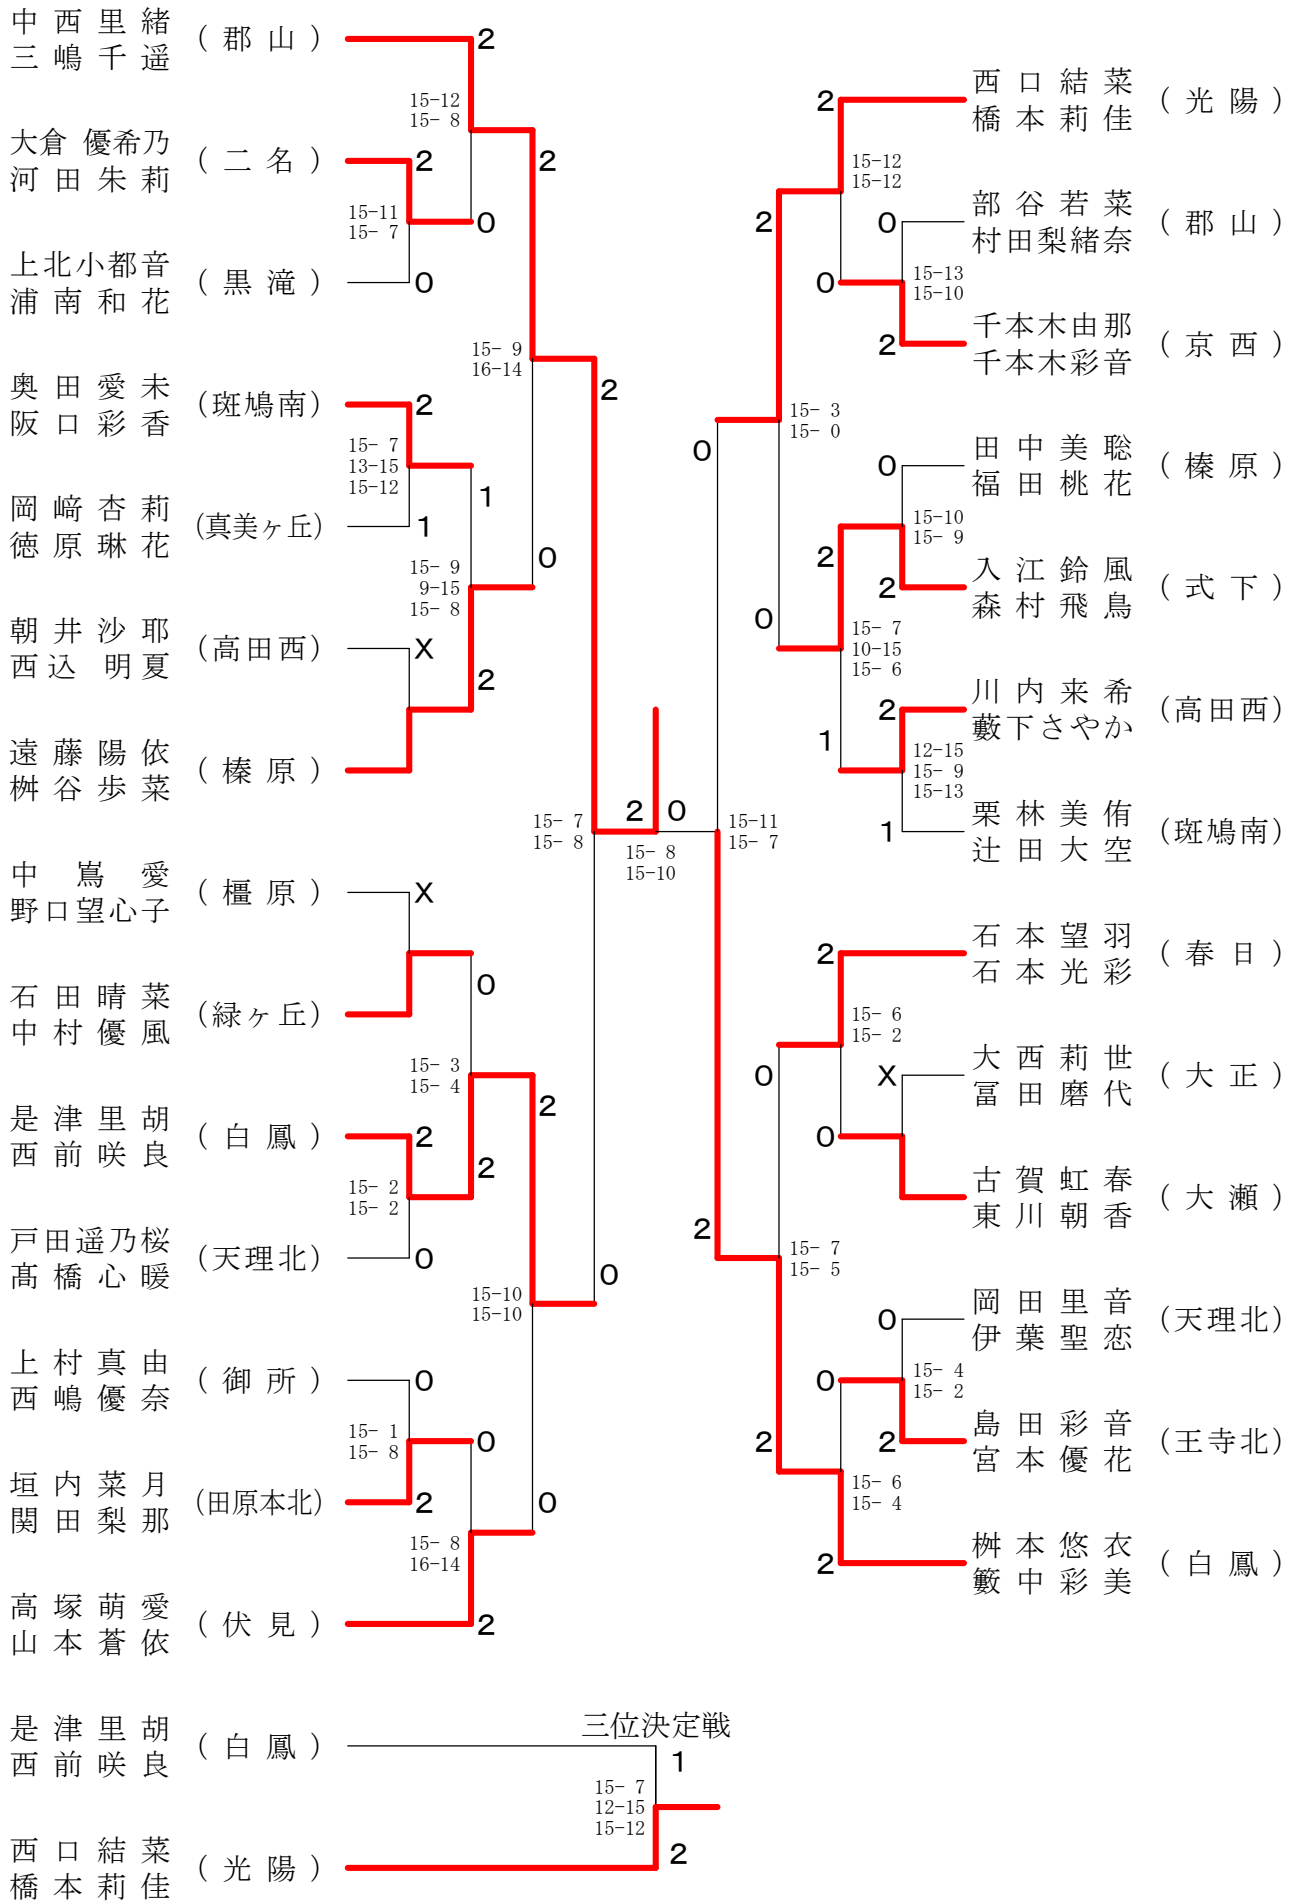 中西里緒
三嶋千遥
(郡山)
2
15-12
15- 8
大倉 優希乃
河田朱莉
(二名)
2
2
15-11
15- 7
0
上北小都音
浦南和花
(黒滝)
0
15- 9
16-14
奥田愛未
阪口彩香
(斑鳩南)
2
2
15- 7
13-15
15-12
1
岡﨑杏莉
徳原琳花
(真美ヶ丘)
1
15- 9
9-15
15- 8
0
朝井沙耶
西込 明夏
(高田西)
X
2
遠藤陽依
桝谷歩菜
(榛原)
15- 7
15- 8
2
0
15- 8
15-10
中嶌愛
野口望心子
(橿原)
X
石田晴菜
中村優風
(緑ヶ丘)
0
15- 3
15- 4
是津里胡
西前咲良
(白鳳)
2
2
2
15- 2
15- 2
戸田遥乃桜
髙橋心暖
(天理北)
0
15-10
15-10
0
上村真由
西嶋優奈
(御所)
0
15- 1
15- 8
0
垣内菜月
関田梨那
(田原本北)
2
0
15- 8
16-14
高塚萌愛
山本蒼依
(伏見)
2
2
西口結菜
橋本莉佳
(光陽)
15-12
15-12
2
0
部谷若菜
村田梨緒奈
(郡山)
0
15-13
15-10
2
千本木由那
千本木彩音
(京西)
15- 3
15- 0
0
0
田中美聡
福田桃花
(榛原)
15-10
15- 9
2
2
入江鈴風
森村飛鳥
(式下)
0
15- 7
10-15
15- 6
2
川内来希
藪下さやか
(高田西)
1
12-15
15- 9
15-13
1
栗林美侑
辻田大空
(斑鳩南)
15-11
15- 7
2
石本望羽
石本光彩
(春日)
15- 6
15- 2
0
X
大西莉世
冨田磨代
(大正)
0
古賀虹春
東川朝香
(大瀬)
2
15- 7
15- 5
0
岡田里音
伊葉聖恋
(天理北)
0
15- 4
15- 2
2
2
島田彩音
宮本優花
(王寺北)
15- 6
15- 4
2
桝本悠衣
籔中彩美
(白鳳)
三位決定戦
是津里胡
西前咲良
(白鳳)
1
15- 7
12-15
15-12
西口結菜
橋本莉佳
(光陽)
2